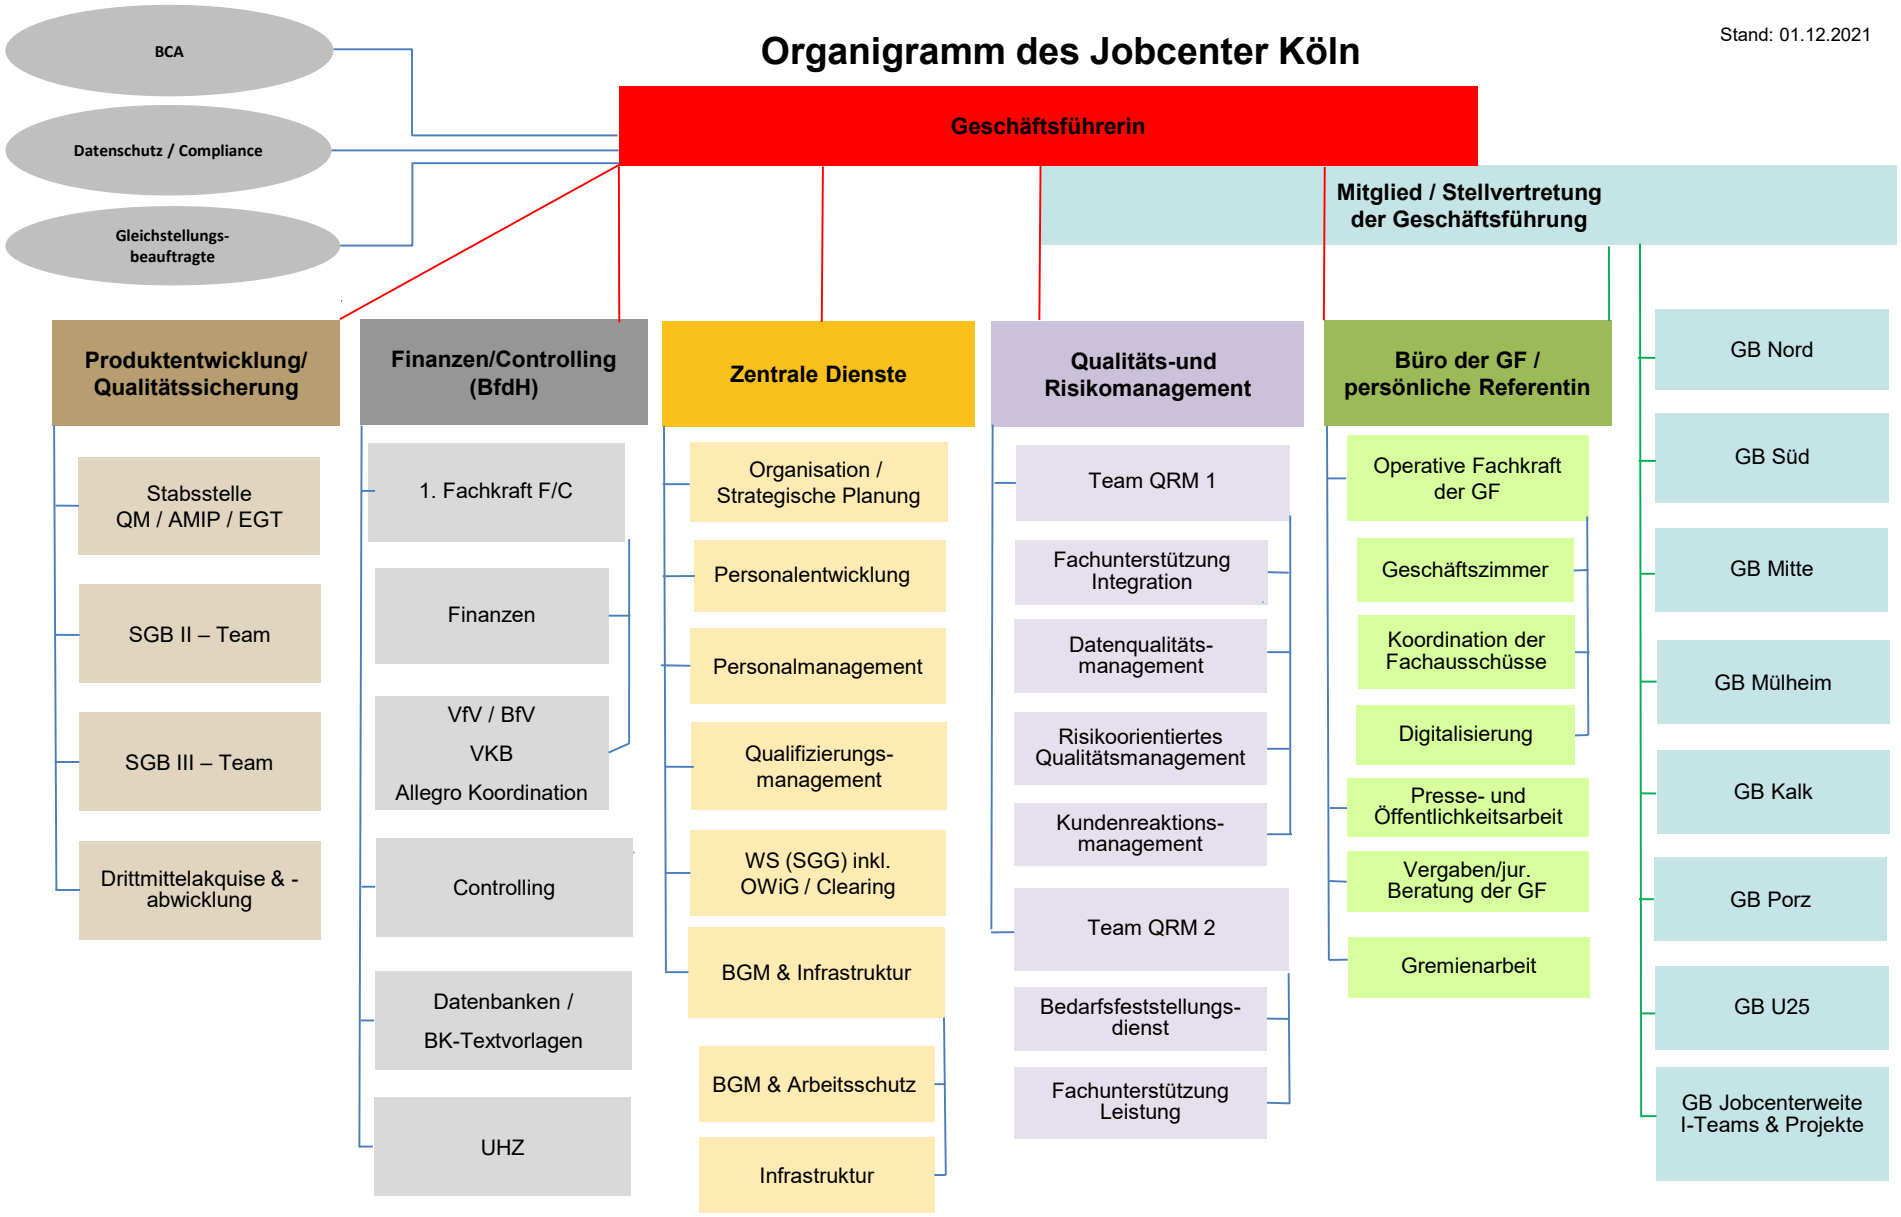 Organigramm des Jobcenter Köln
Stand: 01.12.2021
BCA
Datenschutz / Compliance
Gleichstellungs-
beauftragte
Geschäftsführerin
Mitglied / Stellvertretung
der Geschäftsführung
Produktentwicklung/
Qualitätssicherung
Stabsstelle
QM / AMIP / EGT
SGB II – Team
SGB III – Team
Drittmittelakquise & -
abwicklung
Finanzen/Controlling
(BfdH)
1. Fachkraft F/C
Finanzen
VfV / BfV
VKB
Allegro Koordination
Controlling
Datenbanken /
BK-Textvorlagen
UHZ
Zentrale Dienste
Organisation /
Strategische Planung
Personalentwicklung
Personalmanagement
Qualifizierungs-
management
WS (SGG) inkl.
OWiG / Clearing
BGM & Infrastruktur
BGM & Arbeitsschutz
Infrastruktur
Qualitäts-und
Risikomanagement
Team QRM 1
Fachunterstützung
Integration
Datenqualitäts-
management
Risikoorientiertes
Qualitätsmanagement
Kundenreaktions-
management
Team QRM 2
Bedarfsfeststellungs-
dienst
Fachunterstützung
Leistung
Büro der GF /
persönliche Referentin
Operative Fachkraft
der GF
Geschäftszimmer
Koordination der
Fachausschüsse
Digitalisierung
Presse- und
Öffentlichkeitsarbeit
Vergaben/jur.
Beratung der GF
Gremienarbeit
GB Nord
GB Süd
GB Mitte
GB Mülheim
GB Kalk
GB Porz
GB U25
GB Jobcenterweite
I-Teams & Projekte